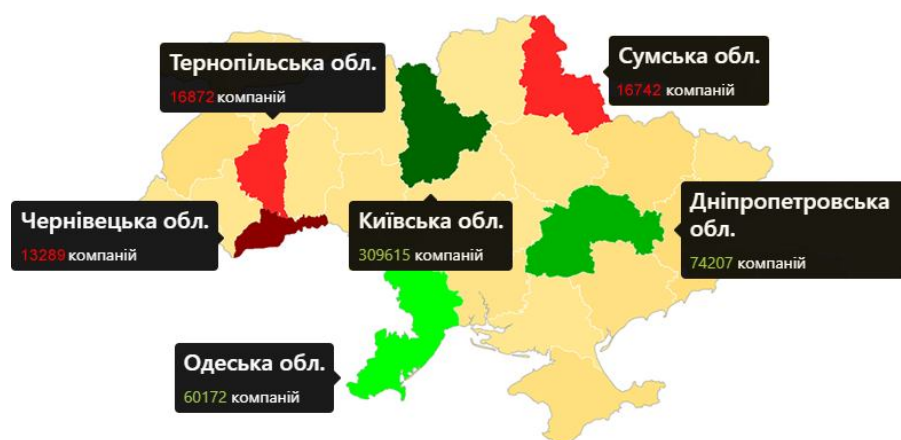 Тернопільська обл.
16872 компаній
Сумська обл.
16742 компаній
Чернівецька обл.
13289 компаній
Київська обл.
309615 компаній
Дніпропетровська
обл.
74207 компаній
Одеська обл.
60172 компаній